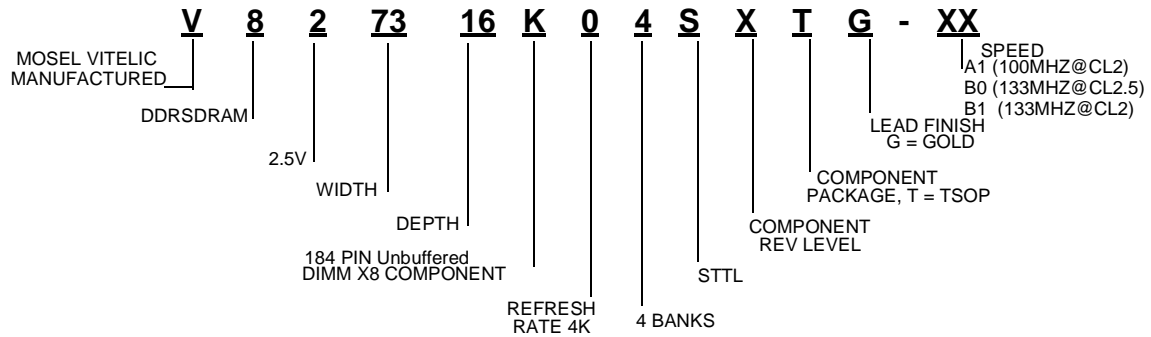 V 8 2 73 16 K 0 4 S X T G - XX
MOSEL VITELIC
MANUFACTURED
SPEED
A1 (100MHZ@CL2)
B0 (133MHZ@CL2.5)
B1 (133MHZ@CL2)
DDRSDRAM
LEAD FINISH
G = GOLD
2.5V
WIDTH
COMPONENT
PACKAGE, T = TSOP
DEPTH
COMPONENT
REV LEVEL
184 PIN Unbuffered
DIMM X8 COMPONENT
STTL
REFRESH
RATE 4K
4 BANKS